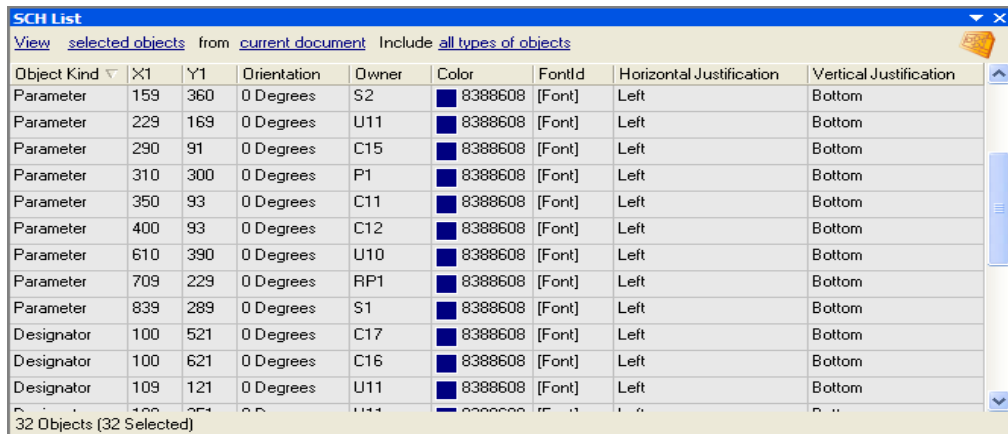 SCH List
View selected objects from current document Include all types of objects
Object Kind X1 Y1 Orientation Owner Color FontId Horizontal Justification Vertical Justification
Parameter 159 360 0 Degrees S2 8388608 [Font] Left Bottom
Parameter 229 169 0 Degrees U11 8388608 [Font] Left Bottom
Parameter 290 91 0 Degrees C15 8388608 [Font] Left Bottom
Parameter 310 300 0 Degrees P1 8388608 [Font] Left Bottom
Parameter 350 93 0 Degrees C11 8388608 [Font] Left Bottom
Parameter 400 93 0 Degrees C12 8388608 [Font] Left Bottom
Parameter 610 390 0 Degrees U10 8388608 [Font] Left Bottom
Parameter 709 229 0 Degrees RP1 8388608 [Font] Left Bottom
Parameter 839 289 0 Degrees S1 8388608 [Font] Left Bottom
Designator 100 521 0 Degrees C17 8388608 [Font] Left Bottom
Designator 100 621 0 Degrees C16 8388608 [Font] Left Bottom
Designator 109 121 0 Degrees U11 8388608 [Font] Left Bottom
32 Objects (32 Selected)